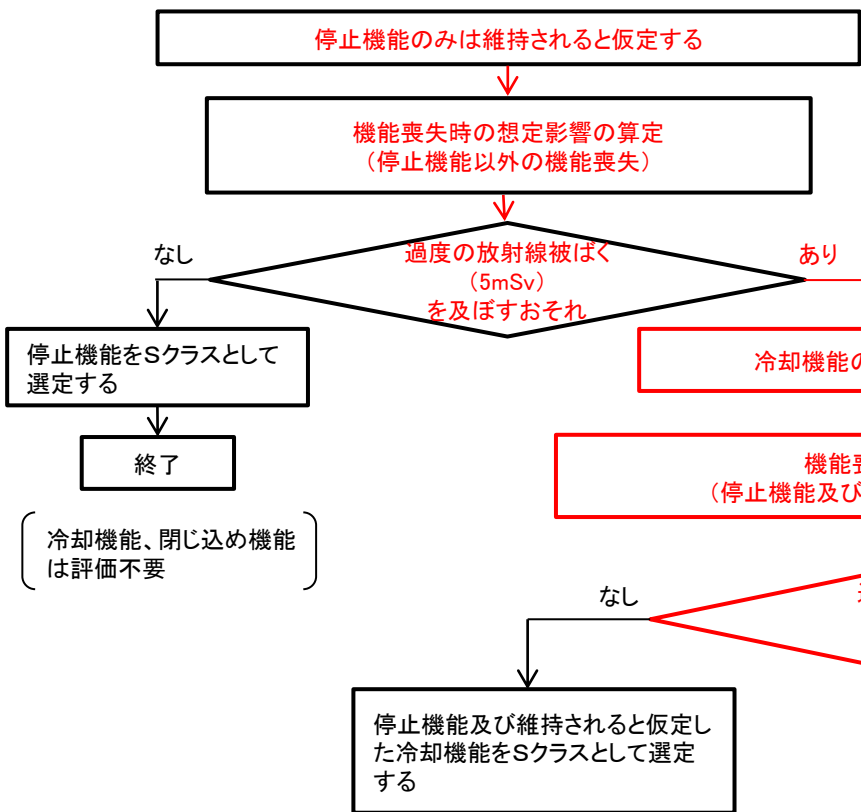 停止機能のみは維持されると仮定する
機能喪失時の想定影響の算定
（停止機能以外の機能喪失）
なし
過度の放射線被ばく
（5mSv）
を及ぼすおそれ
あり
停止機能をSクラスとして
選定する
冷却機能の
終了
機能
（停止機能及び
冷却機能、閉じ込め機能
は評価不要
なし
停止機能及び維持されると仮定し
た冷却機能をSクラスとして選定
する